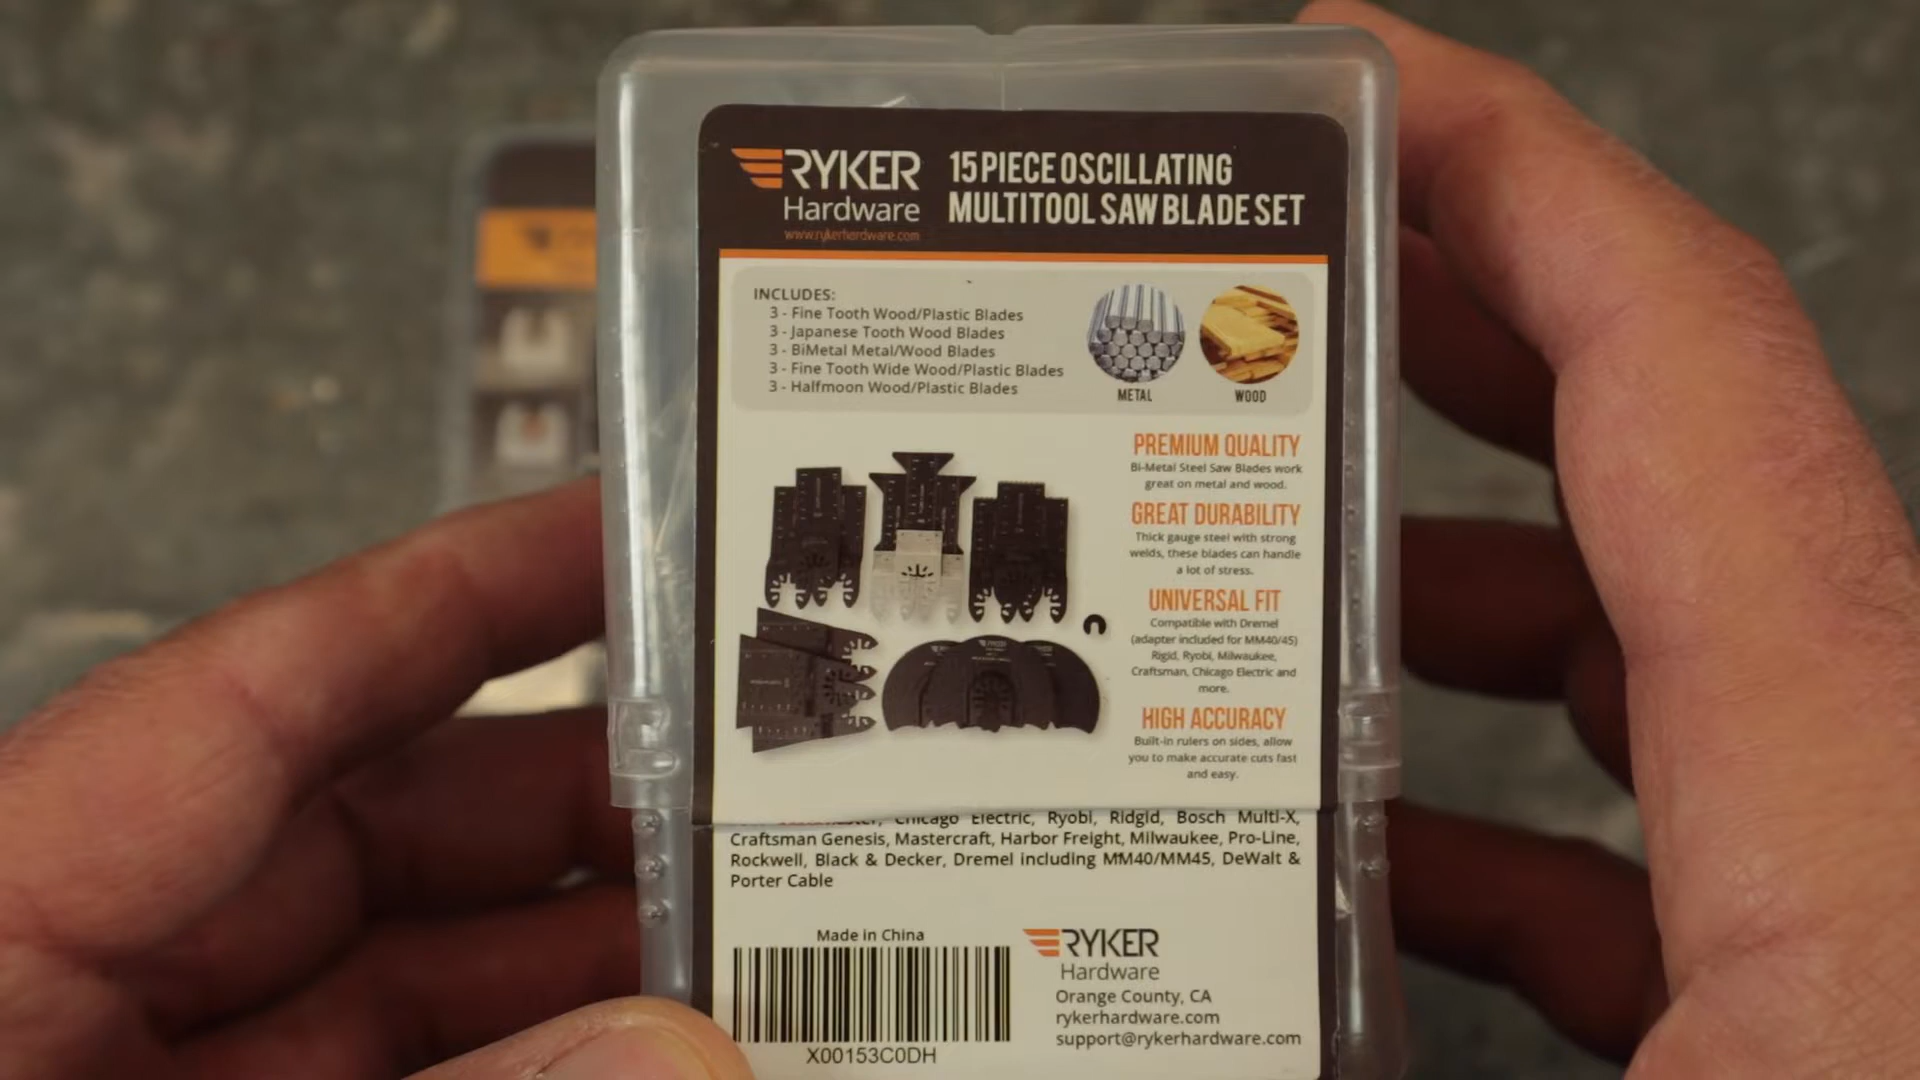 RYKER
Hardware
www.rykerhardware.com
15 PIECE OSCILLATING
MULTITOOL SAW BLADE SET
INCLUDES:
3 - Fine Tooth Wood/Plastic Blades
3 - Japanese Tooth Wood Blades
3 - BiMetal Metal/Wood Blades
3 - Fine Tooth Wide Wood/Plastic Blades
3 - Halfmoon Wood/Plastic Blades
METAL
WOOD
PREMIUM QUALITY
Bi-Metal Steel Saw Blades work
great on metal and wood.
GREAT DURABILITY
Thick gauge steel with strong
welds, these blades can handle
a lot of stress.
UNIVERSAL FIT
Compatible with Dremel
(adapter included for MM40/45)
Rigid, Ryobi, Milwaukee,
Craftsman, Chicago Electric and
more.
HIGH ACCURACY
Built-in rulers on sides, allow
you to make accurate cuts fast
and easy.
Chicago Electric, Ryobi, Ridgid, Bosch Multi-X,
Craftsman Genesis, Mastercraft, Harbor Freight, Milwaukee, Pro-Line,
Rockwell, Black & Decker, Dremel including MM40/MM45, DeWalt &
Porter Cable
Made in China
X00153C0DH
RYKER
Hardware
Orange County, CA
rykerhardware.com
support@rykerhardware.com